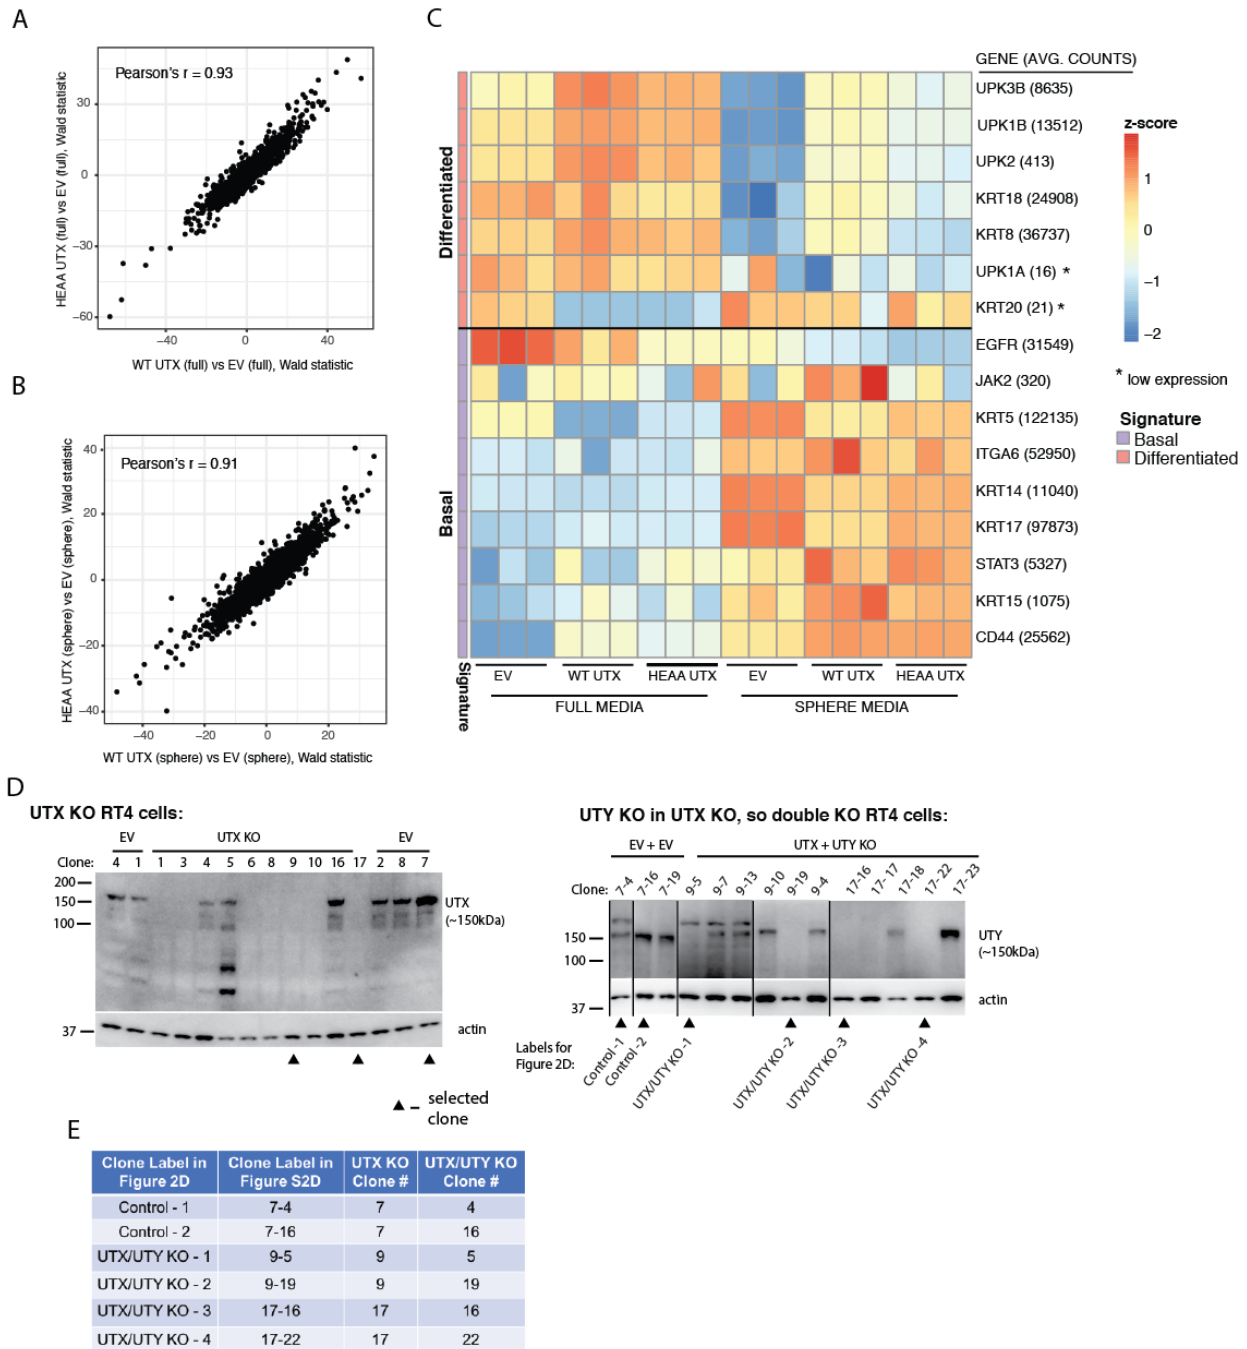 A
Pearson's r = 0.93
HEAA UTX (full) vs EV (full), Wald statistic
30
0
−30
−60
−40
0
40
WT UTX (full) vs EV (full), Wald statistic
B
Pearson's r = 0.91
HEAA UTX (sphere) vs EV (sphere), Wald statistic
40
20
0
−20
−40
−40
−20
0
20
WT UTX (sphere) vs EV (sphere), Wald statistic
C
GENE (AVG. COUNTS)
Differentiated
UPK3B (8635)
UPK1B (13512)
UPK2 (413)
KRT18 (24908)
KRT8 (36737)
UPK1A (16) *
KRT20 (21) *
Basal
EGFR (31549)
JAK2 (320)
KRT5 (122135)
ITGA6 (52950)
KRT14 (11040)
KRT17 (97873)
STAT3 (5327)
KRT15 (1075)
CD44 (25562)
Signature
EV WT UTX HEAA UTX EV WT UTX HEAA UTX
FULL MEDIA SPHERE MEDIA
z-score
1
0
−1
−2
* low expression
Signature
Basal
Differentiated
D
UTX KO RT4 cells:
EV UTX KO EV
Clone: 4 1 1 3 4 5 6 8 9 10 16 17 2 8 7
200
150
100
UTX
(~150kDa)
37
actin
▲ – selected
clone
UTY KO in UTX KO, so double KO RT4 cells:
EV + EV UTX + UTY KO
Clone: 7-4 7-16 7-19 9-5 9-7 9-13 9-10 9-19 9-4 17-16 17-17 17-18 17-22 17-23
150
100
UTY
(~150kDa)
37
actin
Labels for
Figure 2D:
Control -1
Control -2
UTX/UTY KO -1
UTX/UTY KO -2
UTX/UTY KO -3
UTX/UTY KO -4
E
Clone Label in Figure 2D | Clone Label in Figure S2D | UTX KO Clone # | UTX/UTY KO Clone #
Control - 1 7-4 7 4
Control - 2 7-16 7 16
UTX/UTY KO - 1 9-5 9 5
UTX/UTY KO - 2 9-19 9 19
UTX/UTY KO - 3 17-16 17 16
UTX/UTY KO - 4 17-22 17 22